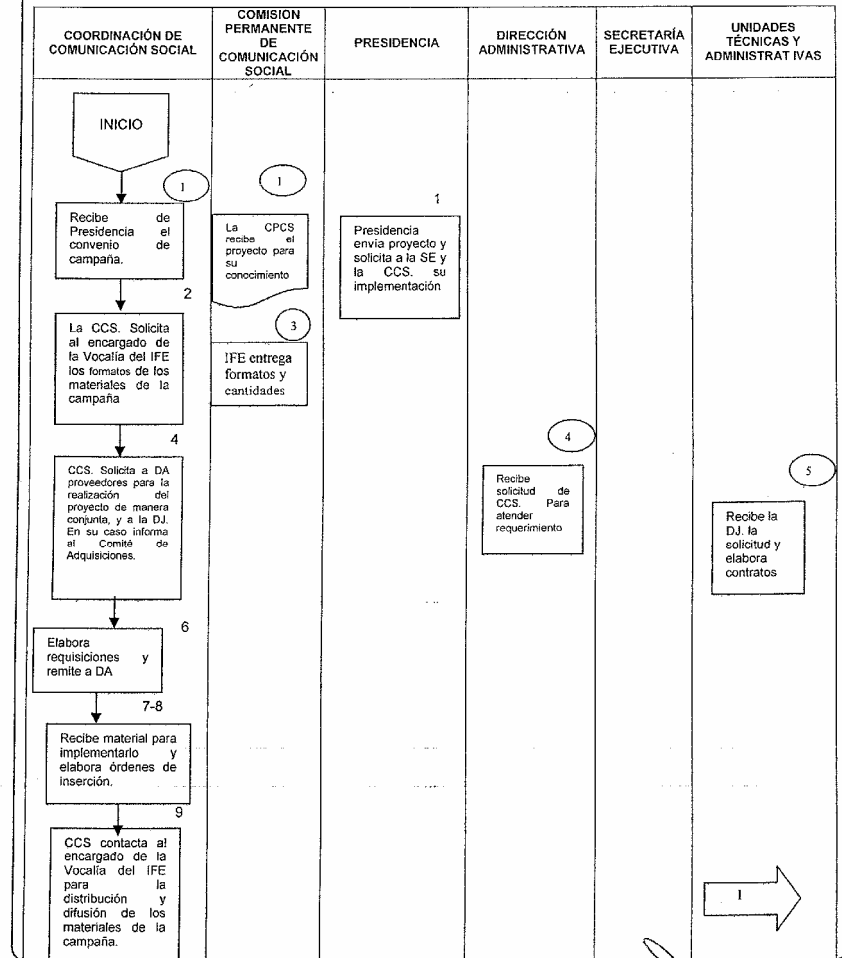 COORDINACIÓN DE
COMUNICACIÓN SOCIAL
COMISION
PERMANENTE
DE
COMUNICACIÓN
SOCIAL
PRESIDENCIA
DIRECCIÓN
ADMINISTRATIVA
SECRETARÍA
EJECUTIVA
UNIDADES
TÉCNICAS Y
ADMINISTRAT IVAS
INICIO
1
Recibe de
Presidencia el
convenio de
campaña.
1
La CPCS
recibe el
proyecto para
su
conocimiento
1
Presidencia
envía proyecto y
solicita a la SE y
la CCS. su
implementación
2
La CCS. Solicita
al encargado de
la Vocalía del IFE
los formatos de los
materiales de la
campaña
3
IFE entrega
formatos y
cantidades
4
CCS. Solicita a DA
proveedores para la
realización del
proyecto de manera
conjunta, y a la DJ.
En su caso informa
al Comité de
Adquisiciones.
4
Recibe
solicitud de
CCS. Para
atender
requerimiento
5
Recibe la
DJ. la
solicitud y
elabora
contratos
6
Elabora
requisiciones y
remite a DA
7-8
Recibe material para
implementarlo y
elabora órdenes de
inserción.
9
CCS contacta al
encargado de la
Vocalía del IFE
para la
distribución y
difusión de los
materiales de la
campaña.
1